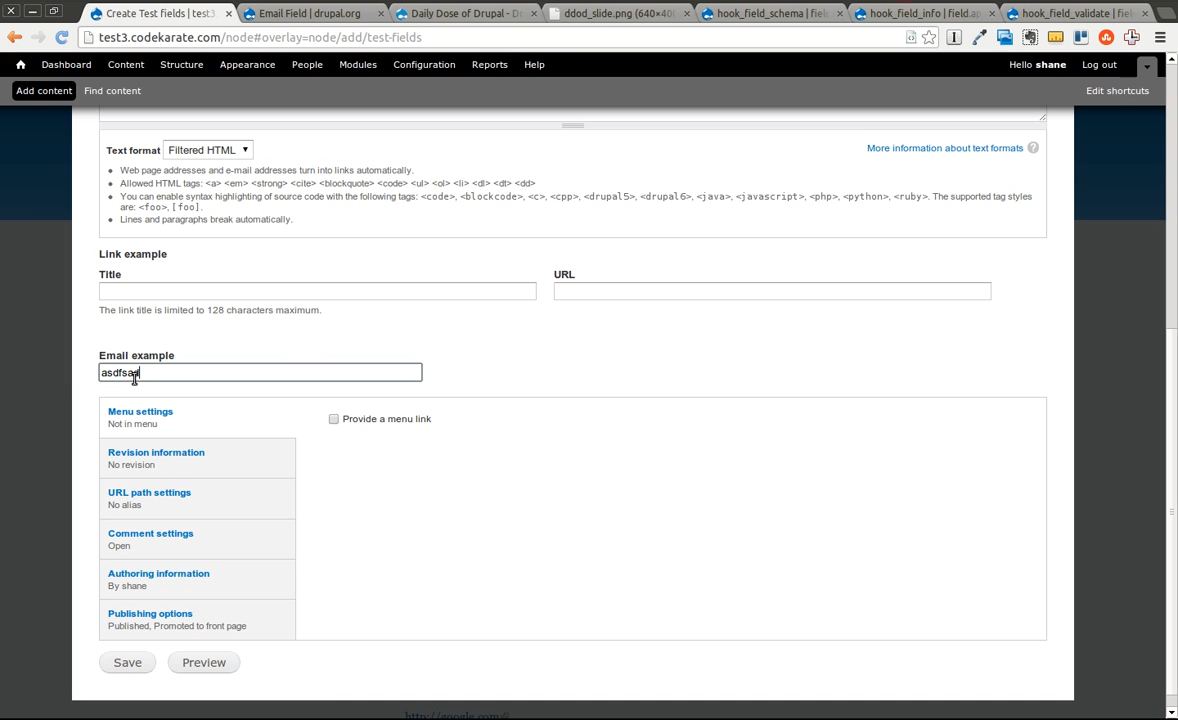 Create Test fields | test3
Email Field | drupal.org
Daily Dose of Drupal - D
ddod_slide.png (640×40
hook_field_schema | fiel
hook_field_info | field.ap
hook_field_validate | fi
test3.codekarate.com/node#overlay=node/add/test-fields
Dashboard Content Structure Appearance People Modules Configuration Reports Help
Hello shane Log out
Add content Find content
Edit shortcuts
Text format Filtered HTML
More information about text formats ?
Web page addresses and e-mail addresses turn into links automatically.
Allowed HTML tags: <a> <em> <strong> <cite> <blockquote> <code> <ul> <ol> <li> <dl> <dt> <dd>
You can enable syntax highlighting of source code with the following tags: <code>, <blockcode>, <c>, <cpp>, <drupal5>, <drupal6>, <java>, <javascript>, <php>, <python>, <ruby>. The supported tag styles
are: <foo>, [foo].
Lines and paragraphs break automatically.
Link example
Title
URL
The link title is limited to 128 characters maximum.
Email example
asdfsad
Menu settings
Not in menu
Provide a menu link
Revision information
No revision
URL path settings
No alias
Comment settings
Open
Authoring information
By shane
Publishing options
Published, Promoted to front page
Save
Preview